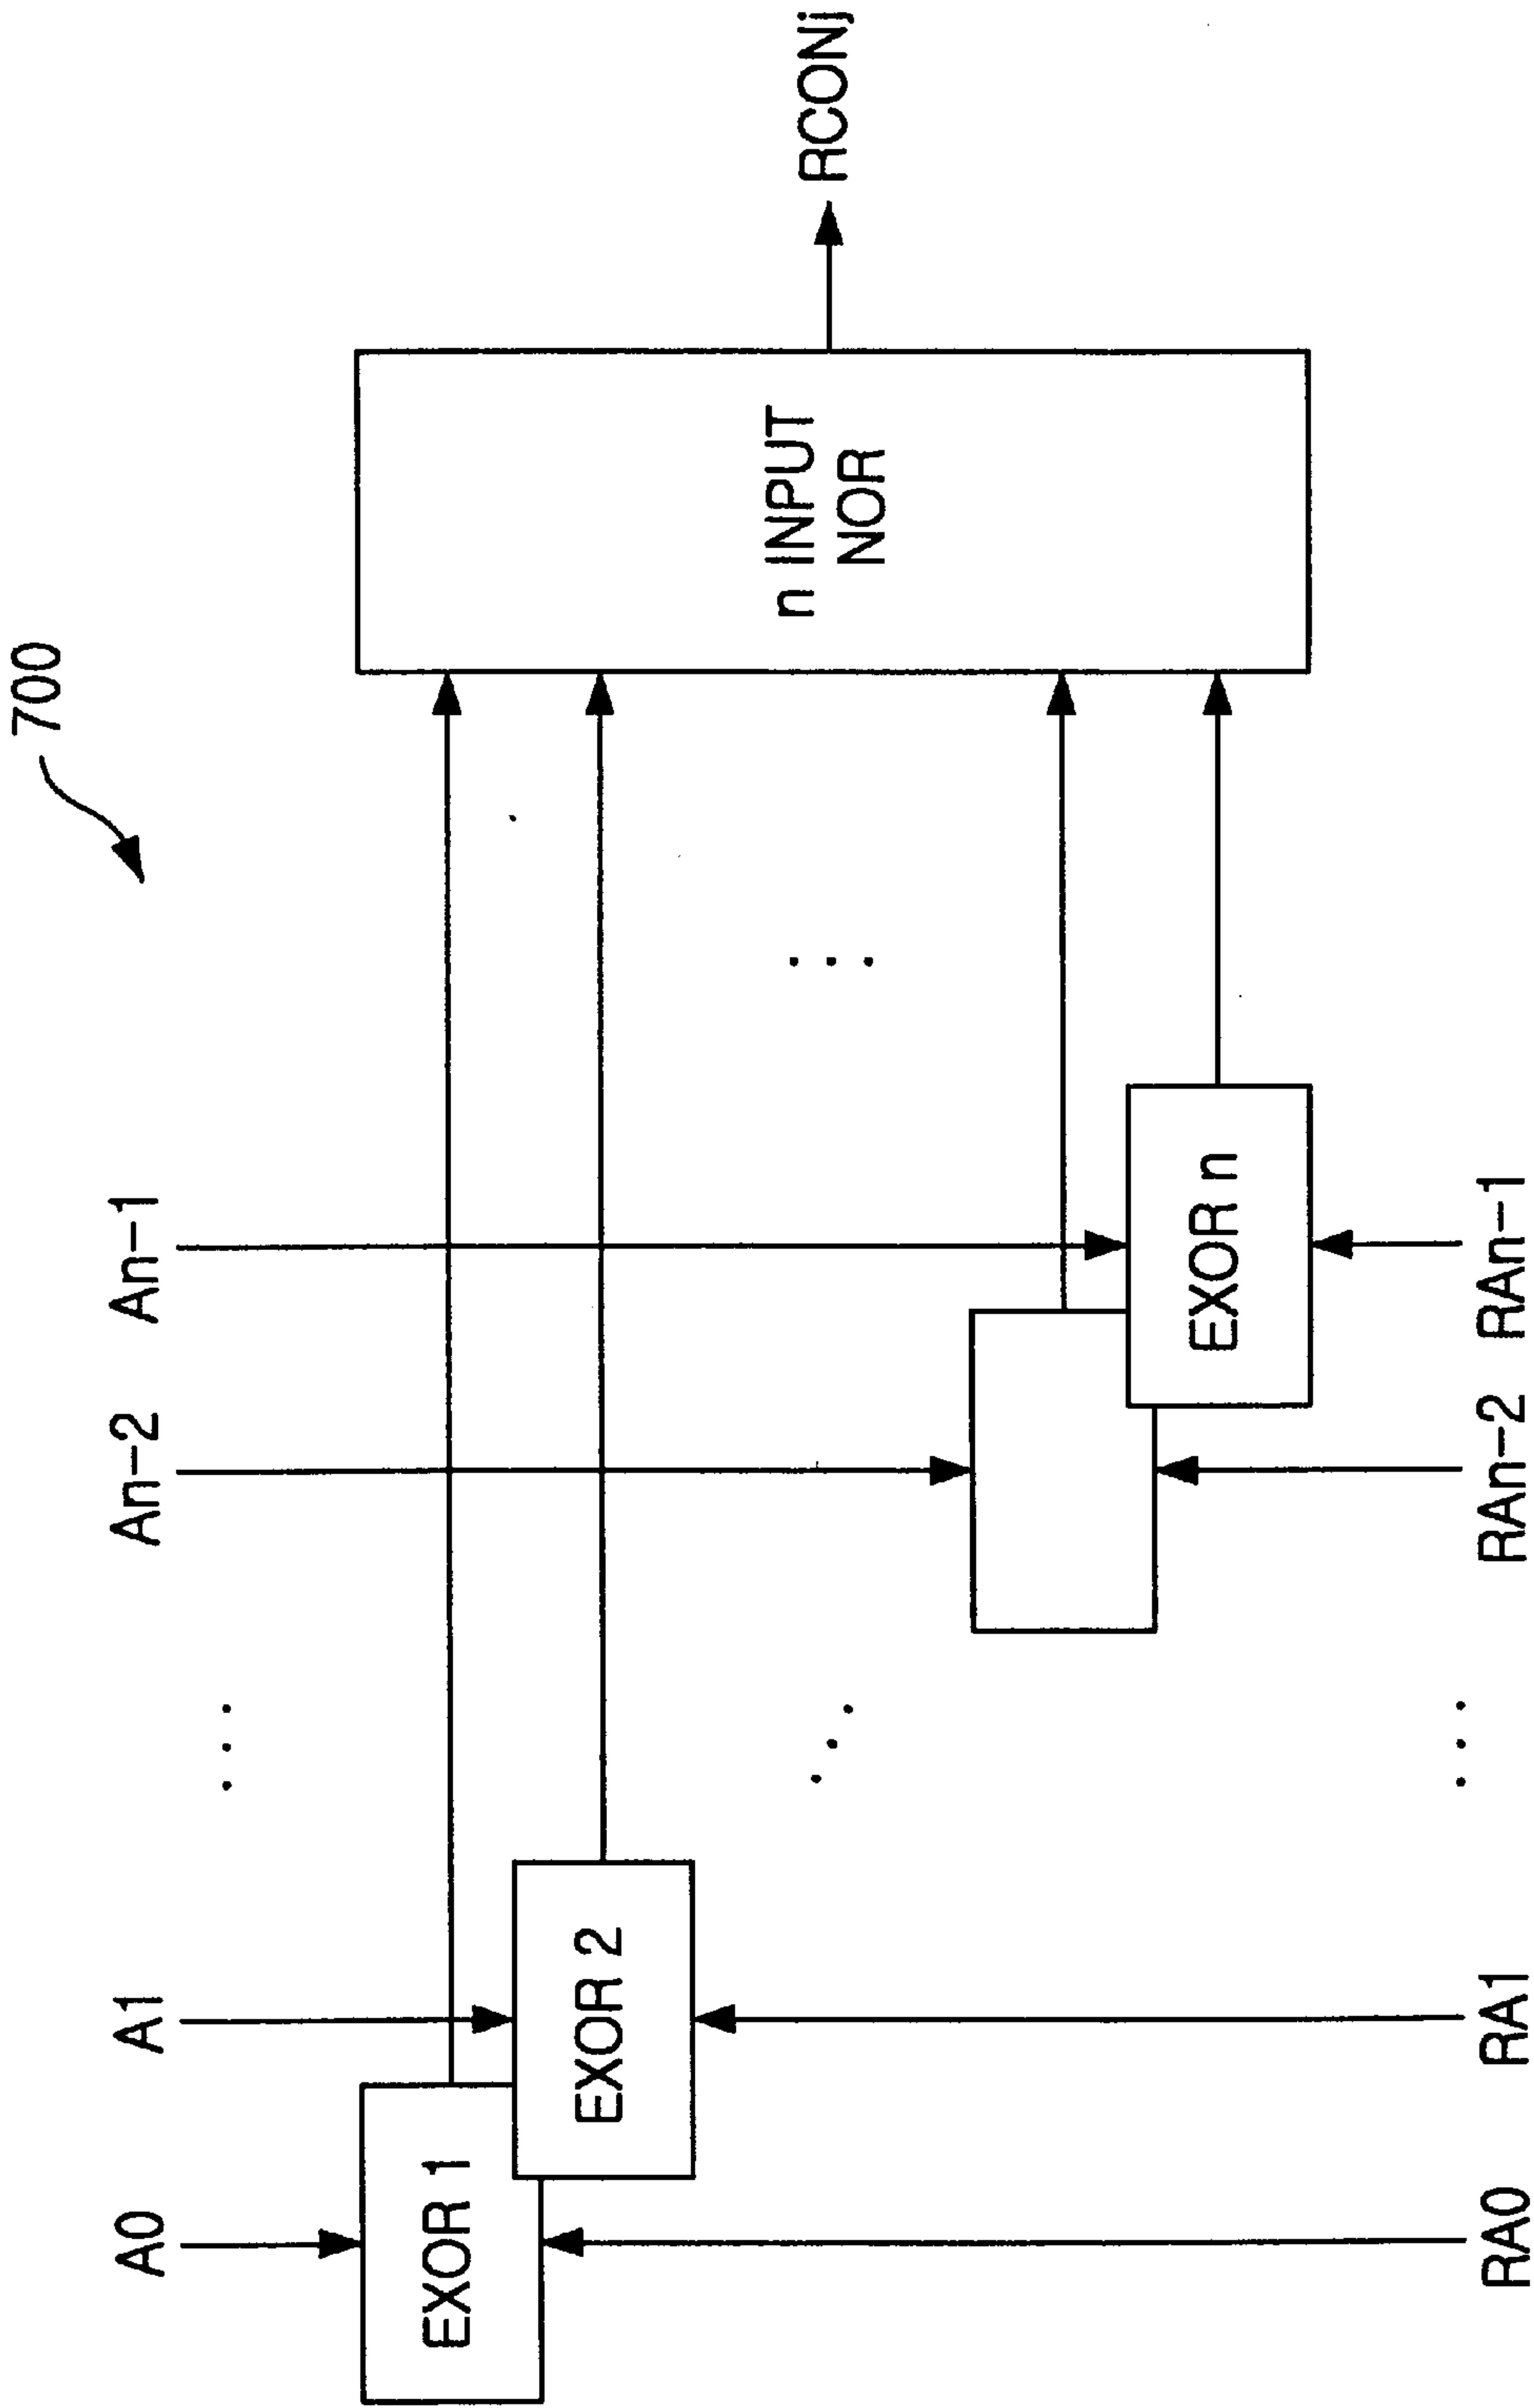 700
A0
A1
...
An-2
An-1
EXOR 1
EXOR 2
EXOR n
n INPUT
NOR
RCONj
RA0
RA1
...
RAn-2
RAn-1